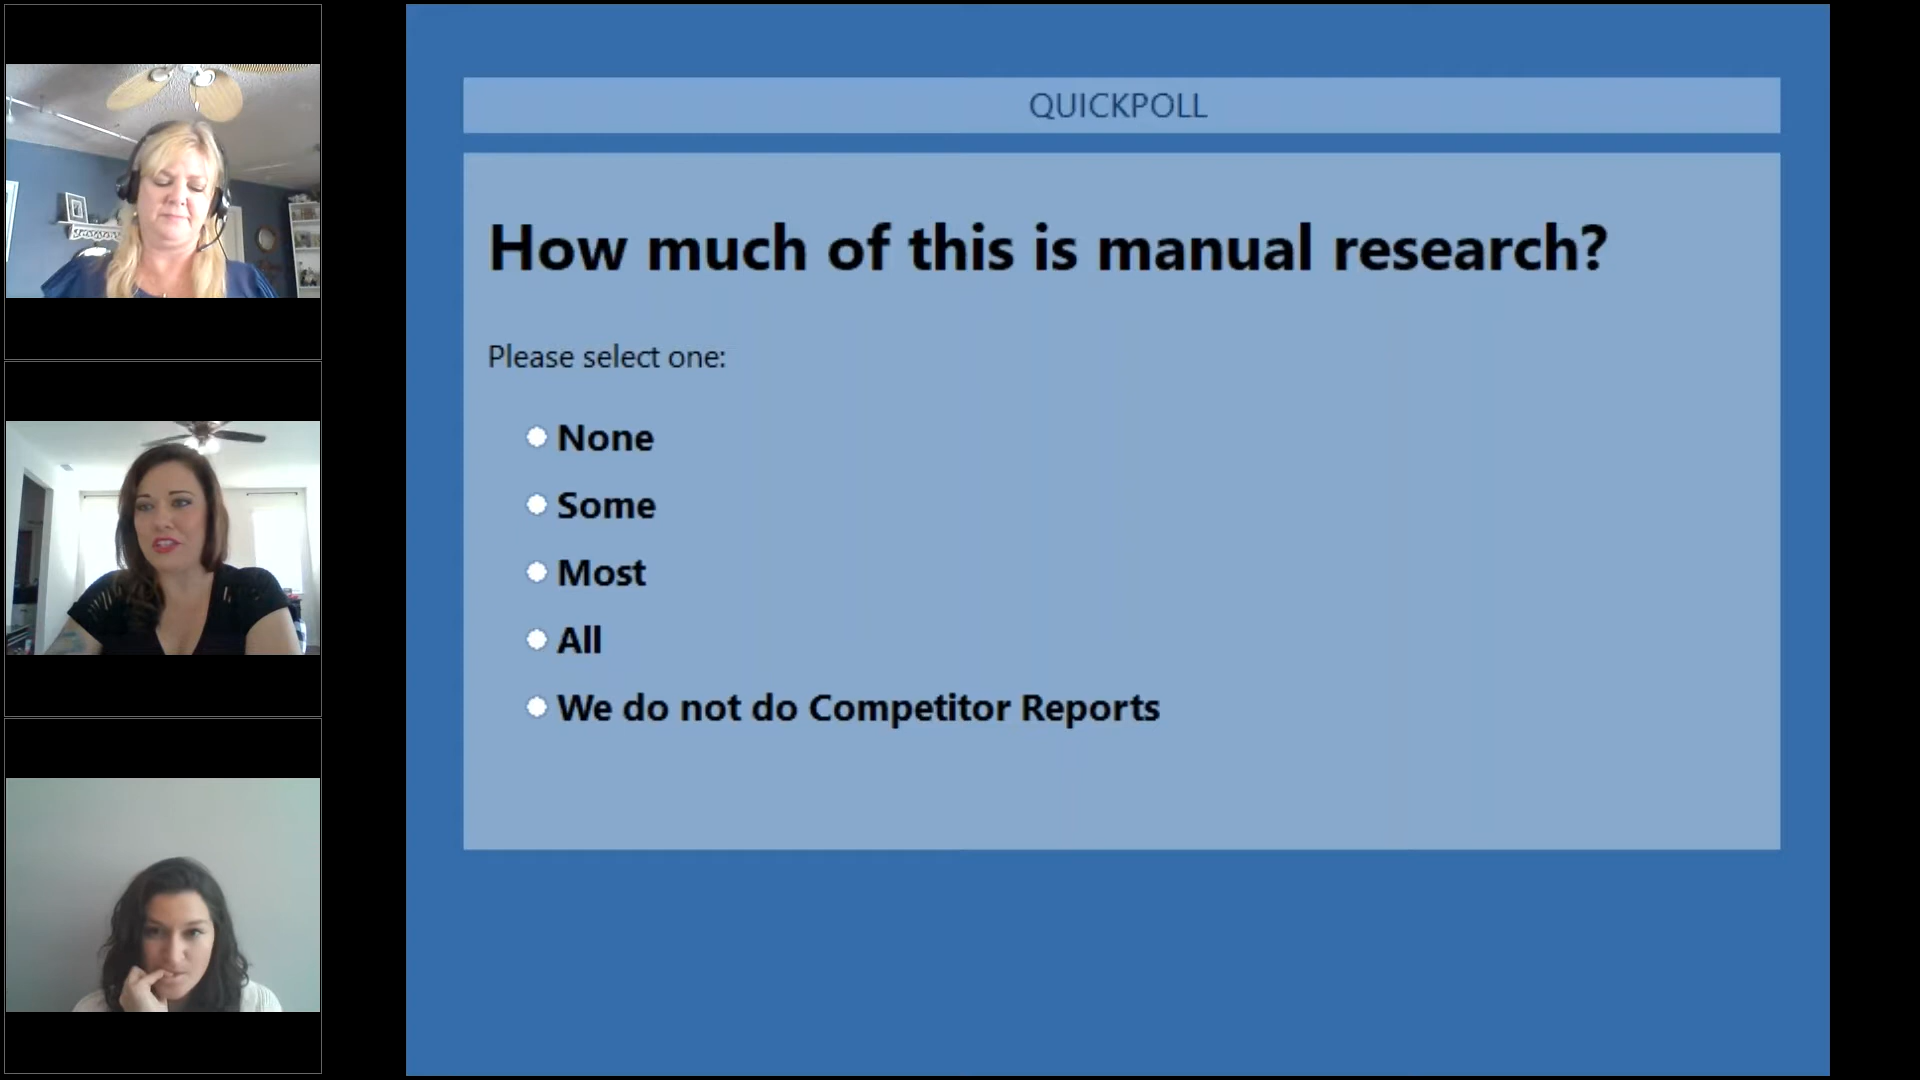 QUICKPOLL
How much of this is manual research?
Please select one:
None
Some
Most
All
We do not do Competitor Reports